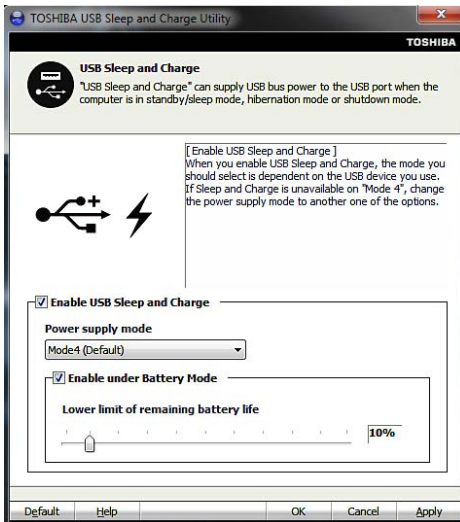 TOSHIBA USB Sleep and Charge Utility
TOSHIBA
USB Sleep and Charge
"USB Sleep and Charge" can supply USB bus power to the USB port when the
computer is in standby/sleep mode, hibernation mode or shutdown mode.
[ Enable USB Sleep and Charge ]
When you enable USB Sleep and Charge, the mode you
should select is dependent on the USB device you use.
If Sleep and Charge is unavailable on "Mode 4", change
the power supply mode to another one of the options.
Enable USB Sleep and Charge
Power supply mode
Mode4 (Default)
Enable under Battery Mode
Lower limit of remaining battery life
10%
Default Help OK Cancel Apply